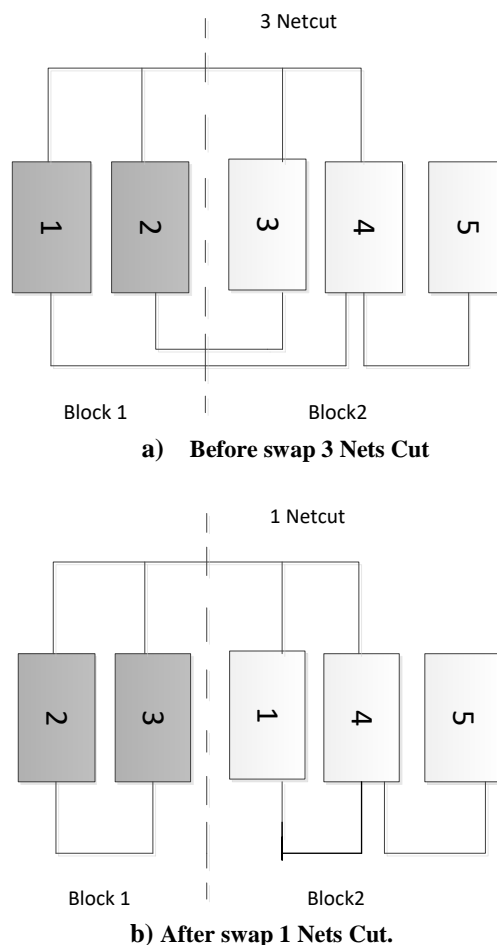 3 Netcut
1
2
3
4
5
Block 1
Block2
a) Before swap 3 Nets Cut
1 Netcut
2
3
1
4
5
Block 1
Block2
b) After swap 1 Nets Cut.